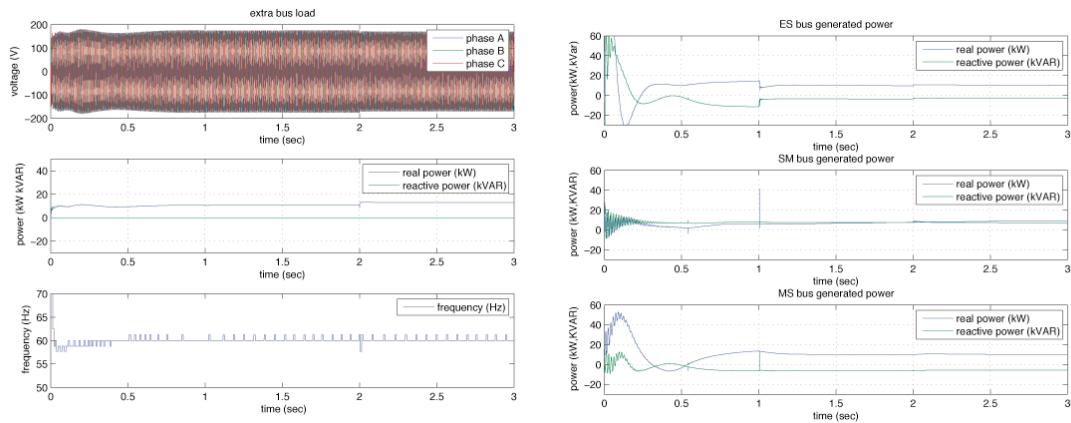 extra bus load
voltage (V)
200
100
0
−100
−200
phase A
phase B
phase C
0 0.5 1 1.5 2 2.5 3
time (sec)
power (kW kVAR)
40
20
0
−20
real power (kW)
reactive power (kVAR)
0 0.5 1 1.5 2 2.5 3
time (sec)
frequency (Hz)
70
65
60
55
50
frequency (Hz)
0 0.5 1 1.5 2 2.5 3
time (sec)
ES bus generated power
power(kW,kVar)
60
40
20
0
−20
real power (kW)
reactive power (kVAR)
0 0.5 1 1.5 2 2.5 3
time (sec)
SM bus generated power
power (kW,KVAR)
60
40
20
0
−20
real power (kW)
reactive power (kVAR)
0 0.5 1 1.5 2 2.5 3
time (sec)
MS bus generated power
power (kW,KVAR)
60
40
20
0
−20
real power (kW)
reactive power (kVAR)
0 0.5 1 1.5 2 2.5 3
time (sec)